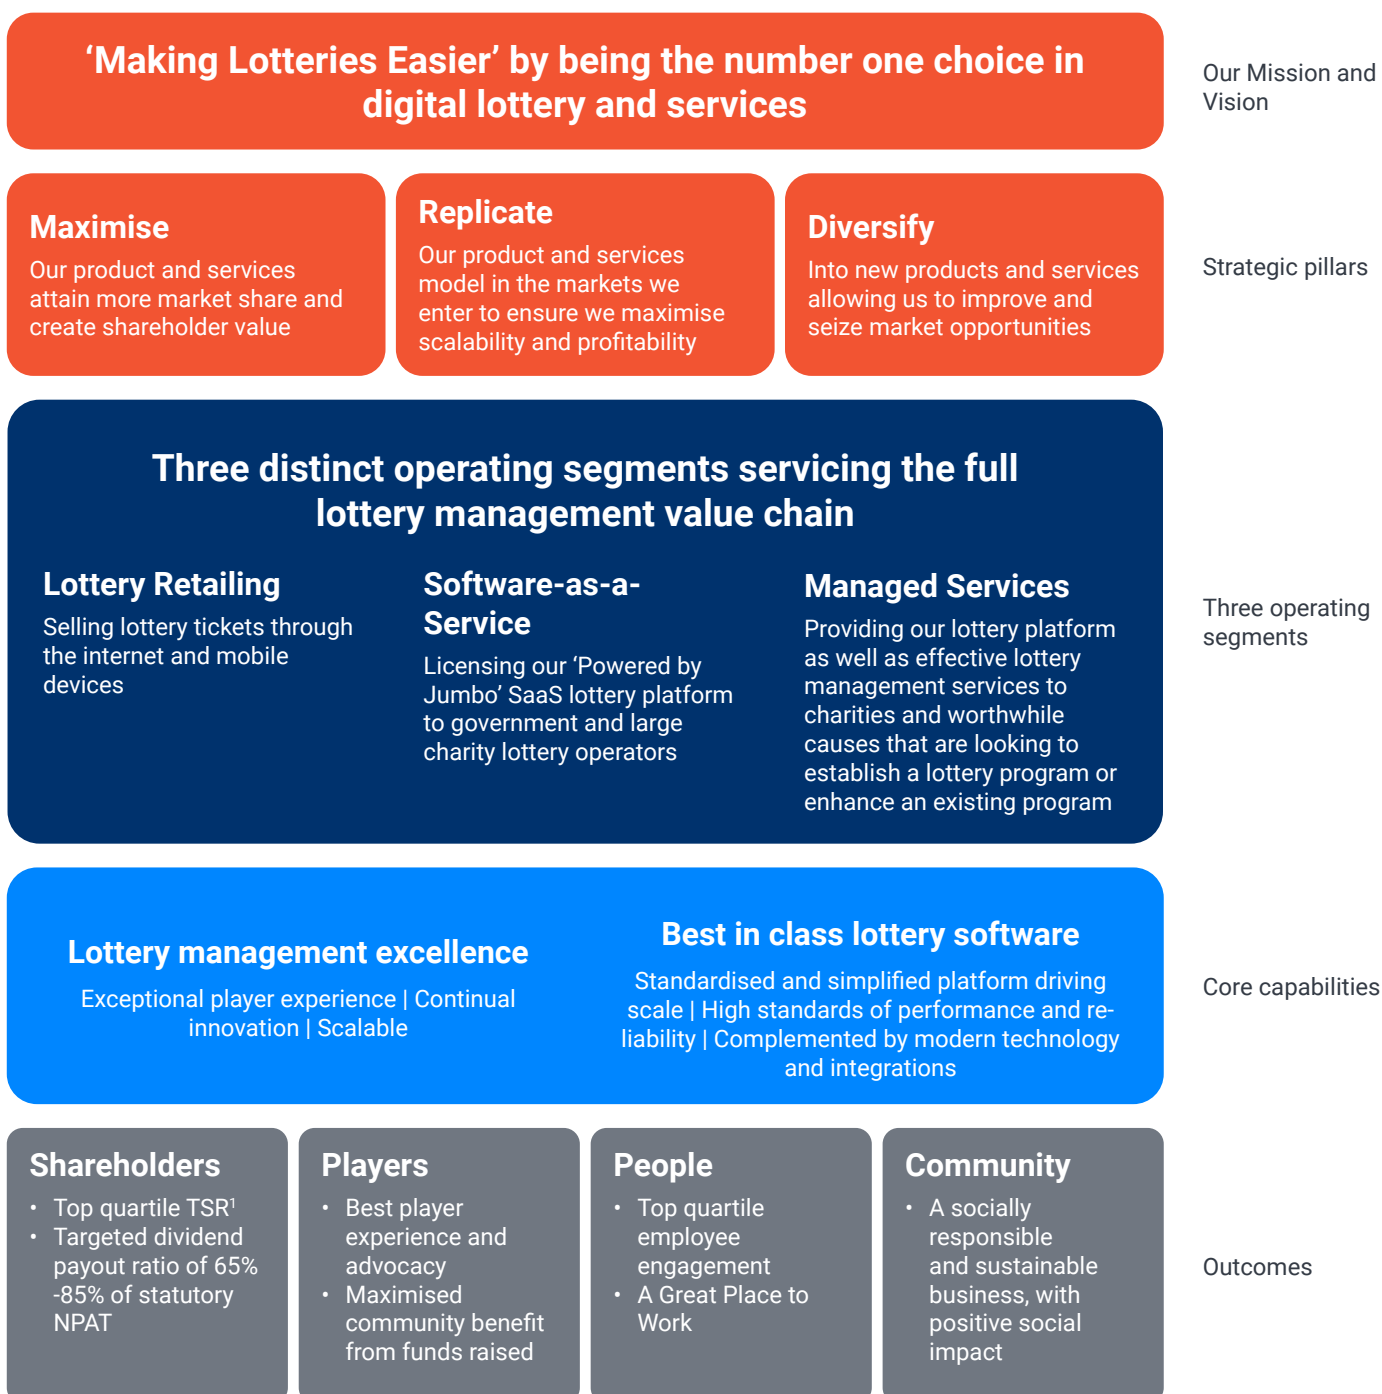 ‘Making Lotteries Easier’ by being the number one choice in
digital lottery and services
Our Mission and
Vision
Maximise
Our product and services
attain more market share and
create shareholder value
Replicate
Our product and services
model in the markets we
enter to ensure we maximise
scalability and profitability
Diversify
Into new products and services
allowing us to improve and
seize market opportunities
Strategic pillars
Three distinct operating segments servicing the full
lottery management value chain
Lottery Retailing
Selling lottery tickets through
the internet and mobile
devices
Software-as-a-
Service
Licensing our ‘Powered by
Jumbo’ SaaS lottery platform
to government and large
charity lottery operators
Managed Services
Providing our lottery platform
as well as effective lottery
management services to
charities and worthwhile
causes that are looking to
establish a lottery program or
enhance an existing program
Three operating
segments
Lottery management excellence
Exceptional player experience | Continual
innovation | Scalable
Best in class lottery software
Standardised and simplified platform driving
scale | High standards of performance and re-
liability | Complemented by modern technology
and integrations
Core capabilities
Shareholders
• Top quartile TSR¹
• Targeted dividend
payout ratio of 65%
-85% of statutory
NPAT
Players
• Best player
experience and
advocacy
• Maximised
community benefit
from funds raised
People
• Top quartile
employee
engagement
• A Great Place to
Work
Community
• A socially
responsible
and sustainable
business, with
positive social
impact
Outcomes